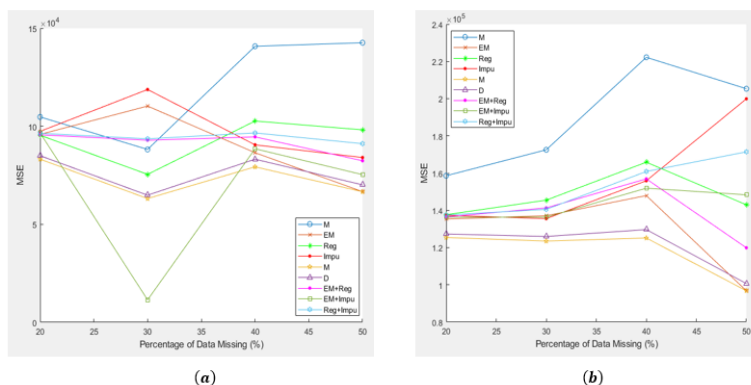 ×10⁴
15
10
5
0
MSE
20
30
40
50
Percentage of Data Missing (%)
M
EM
Reg
Impu
M
D
EM+Reg
EM+Impu
Reg+Impu
(a)
×10⁵
2.4
2.2
2
1.8
1.6
1.4
1.2
1
0.8
MSE
20
30
40
50
Percentage of Data Missing (%)
M
EM
Reg
Impu
M
D
EM+Reg
EM+Impu
Reg+Impu
(b)